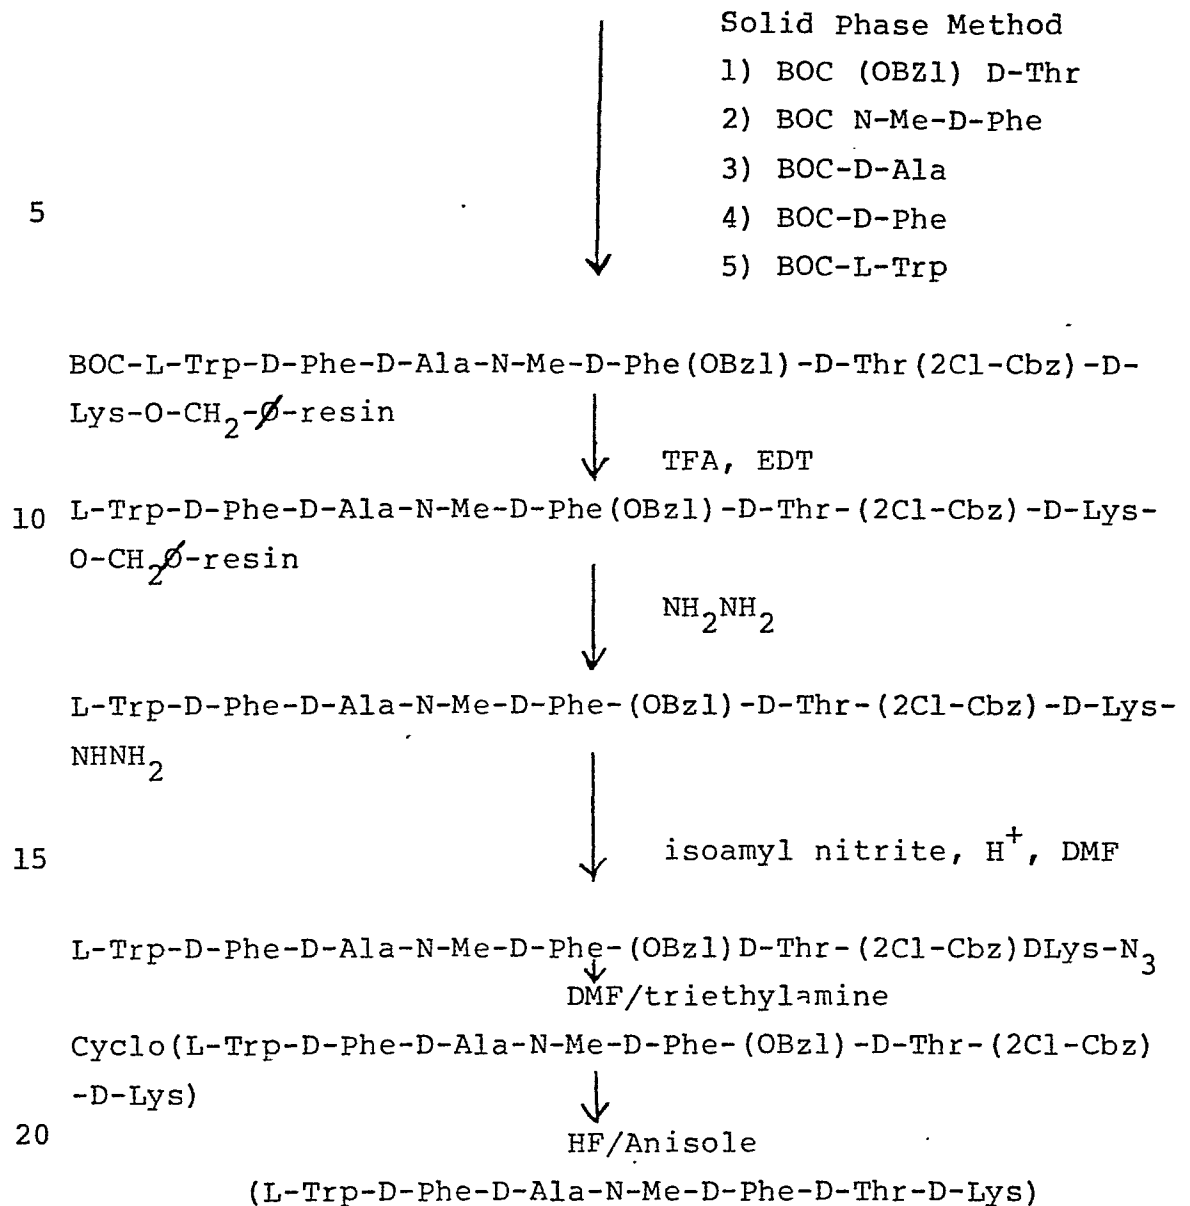 Solid Phase Method
1) BOC (OBZl) D-Thr
2) BOC N-Me-D-Phe
3) BOC-D-Ala
5
4) BOC-D-Phe
5) BOC-L-Trp
BOC-L-Trp-D-Phe-D-Ala-N-Me-D-Phe(OBzl)-D-Thr(2Cl-Cbz)-D-
Lys-O-CH₂-Ø-resin
TFA, EDT
10 L-Trp-D-Phe-D-Ala-N-Me-D-Phe(OBzl)-D-Thr-(2Cl-Cbz)-D-Lys-
O-CH₂Ø-resin
NH₂NH₂
L-Trp-D-Phe-D-Ala-N-Me-D-Phe-(OBzl)-D-Thr-(2Cl-Cbz)-D-Lys-
NHNH₂
15 isoamyl nitrite, H⁺, DMF
L-Trp-D-Phe-D-Ala-N-Me-D-Phe-(OBzl)D-Thr-(2Cl-Cbz)DLys-N₃
DMF/triethylamine
Cyclo(L-Trp-D-Phe-D-Ala-N-Me-D-Phe-(OBzl)-D-Thr-(2Cl-Cbz)
-D-Lys)
20 HF/Anisole
(L-Trp-D-Phe-D-Ala-N-Me-D-Phe-D-Thr-D-Lys)